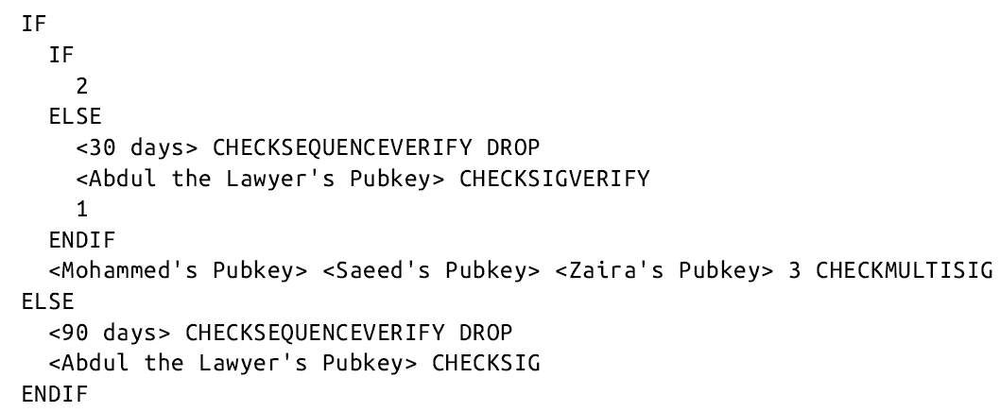 IF
IF
2
ELSE
<30 days> CHECKSEQUENCEVERIFY DROP
<Abdul the Lawyer's Pubkey> CHECKSIGVERIFY
1
ENDIF
<Mohammed's Pubkey> <Saeed's Pubkey> <Zaira's Pubkey> 3 CHECKMULTISIG
ELSE
<90 days> CHECKSEQUENCEVERIFY DROP
<Abdul the Lawyer's Pubkey> CHECKSIG
ENDIF